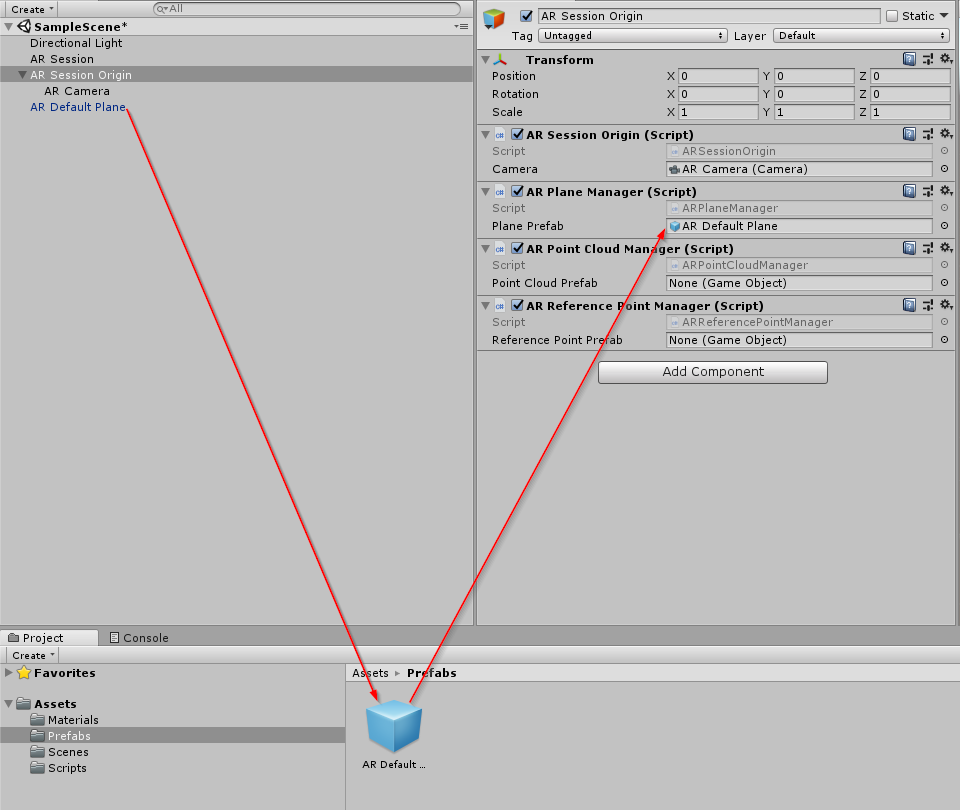 Create
All
SampleScene*
Directional Light
AR Session
AR Session Origin
AR Camera
AR Default Plane
AR Session Origin
Static
Tag Untagged Layer Default
Transform
Position X 0 Y 0 Z 0
Rotation X 0 Y 0 Z 0
Scale X 1 Y 1 Z 1
AR Session Origin (Script)
Script ARSessionOrigin
Camera AR Camera (Camera)
AR Plane Manager (Script)
Script ARPlaneManager
Plane Prefab AR Default Plane
AR Point Cloud Manager (Script)
Script ARPointCloudManager
Point Cloud Prefab None (Game Object)
AR Reference Point Manager (Script)
Script ARReferencePointManager
Reference Point Prefab None (Game Object)
Add Component
Project Console
Create
Favorites
Assets
Materials
Prefabs
Scenes
Scripts
Assets ▸ Prefabs
AR Default ...